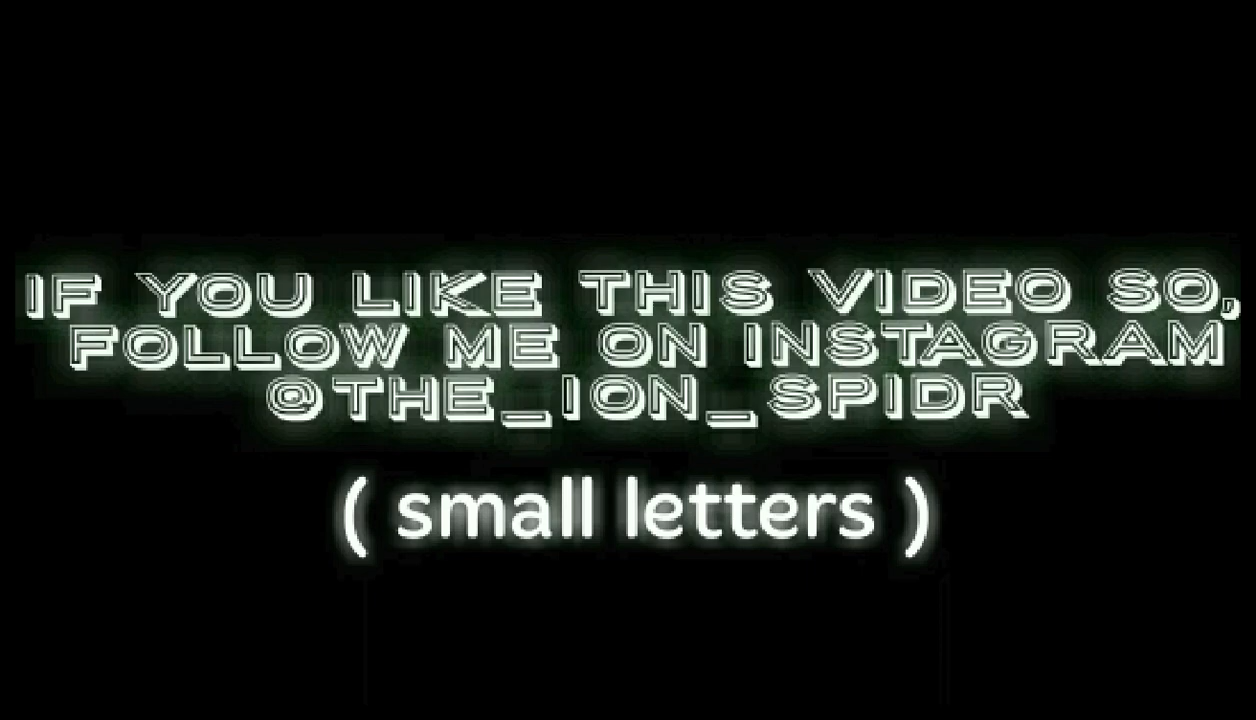 IF YOU LIKE THIS VIDEO SO,
FOLLOW ME ON INSTAGRAM
@THE_ION_SPIDR
( small letters )